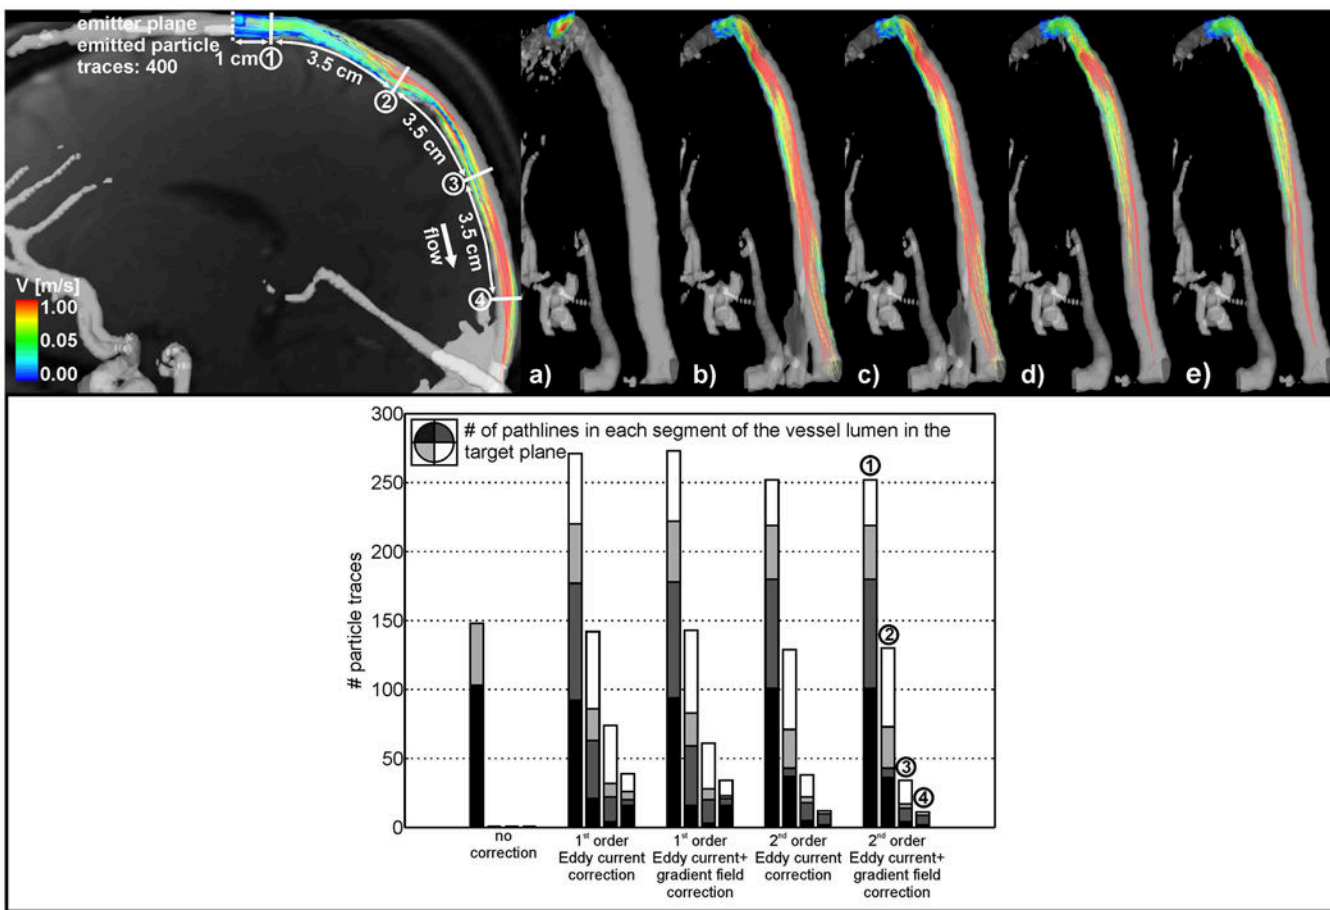 emitter plane
emitted particle
traces: 400
1 cm
①
3.5 cm
②
3.5 cm
③
3.5 cm
flow
④
V [m/s]
1.00
0.05
0.00
a)
b)
c)
d)
e)
# of pathlines in each segment of the vessel lumen in the
target plane
# particle traces
300
250
200
150
100
50
0
①
②
③
④
no
correction
1st order
Eddy current
correction
1st order
Eddy current+
gradient field
correction
2nd order
Eddy current
correction
2nd order
Eddy current+
gradient field
correction